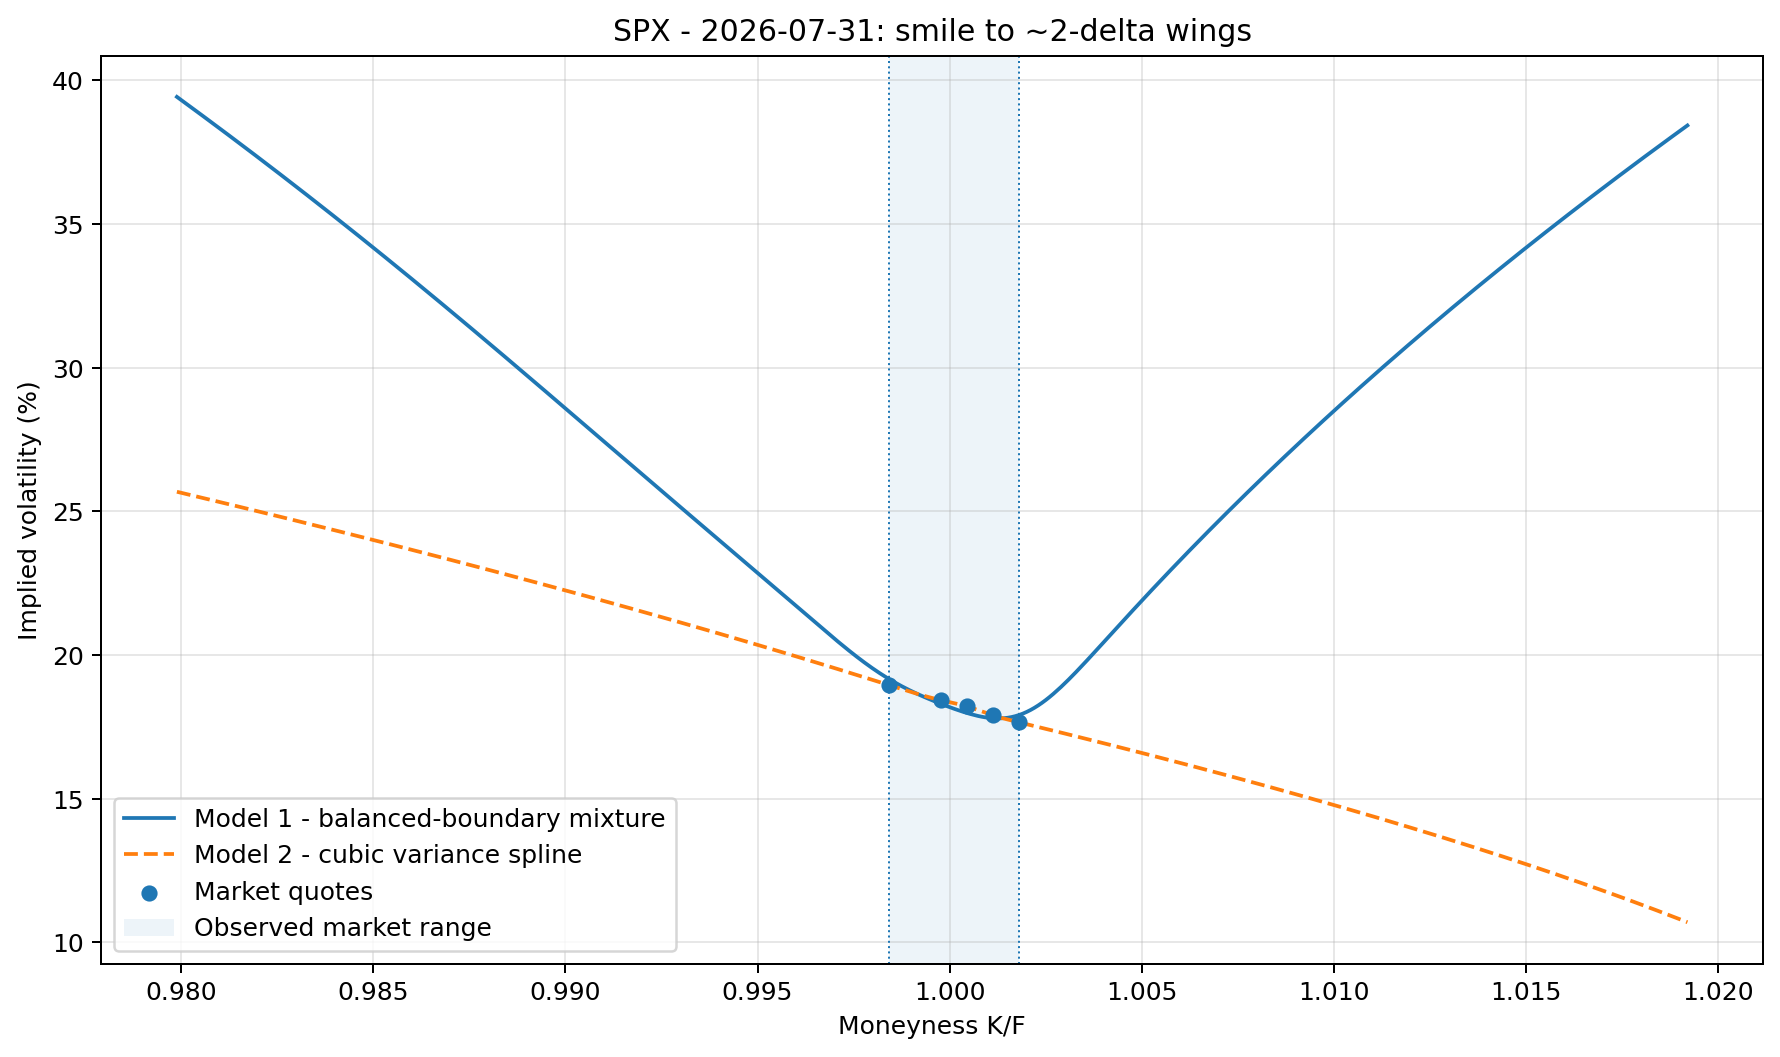 SPX - 2026-07-31: smile to ~2-delta wings
Implied volatility (%)
40
35
30
25
20
15
10
Model 1 - balanced-boundary mixture
Model 2 - cubic variance spline
Market quotes
Observed market range
0.980 0.985 0.990 0.995 1.000 1.005 1.010 1.015 1.020
Moneyness K/F